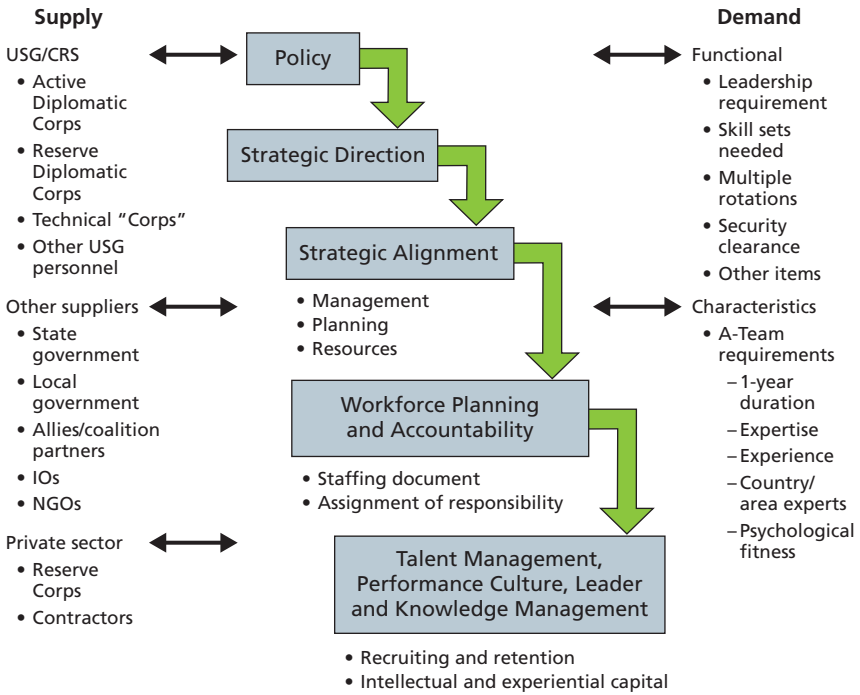 Supply
USG/CRS
• Active
Diplomatic
Corps
• Reserve
Diplomatic
Corps
• Technical “Corps”
• Other USG
personnel
Other suppliers
• State
government
• Local
government
• Allies/coalition
partners
• IOs
• NGOs
Private sector
• Reserve
Corps
• Contractors
Policy
Strategic Direction
Strategic Alignment
• Management
• Planning
• Resources
Workforce Planning
and Accountability
• Staffing document
• Assignment of responsibility
Talent Management,
Performance Culture, Leader
and Knowledge Management
• Recruiting and retention
• Intellectual and experiential capital
Demand
Functional
• Leadership
requirement
• Skill sets
needed
• Multiple
rotations
• Security
clearance
• Other items
Characteristics
• A-Team
requirements
–1-year
duration
–Expertise
–Experience
–Country/
area experts
–Psychological
fitness